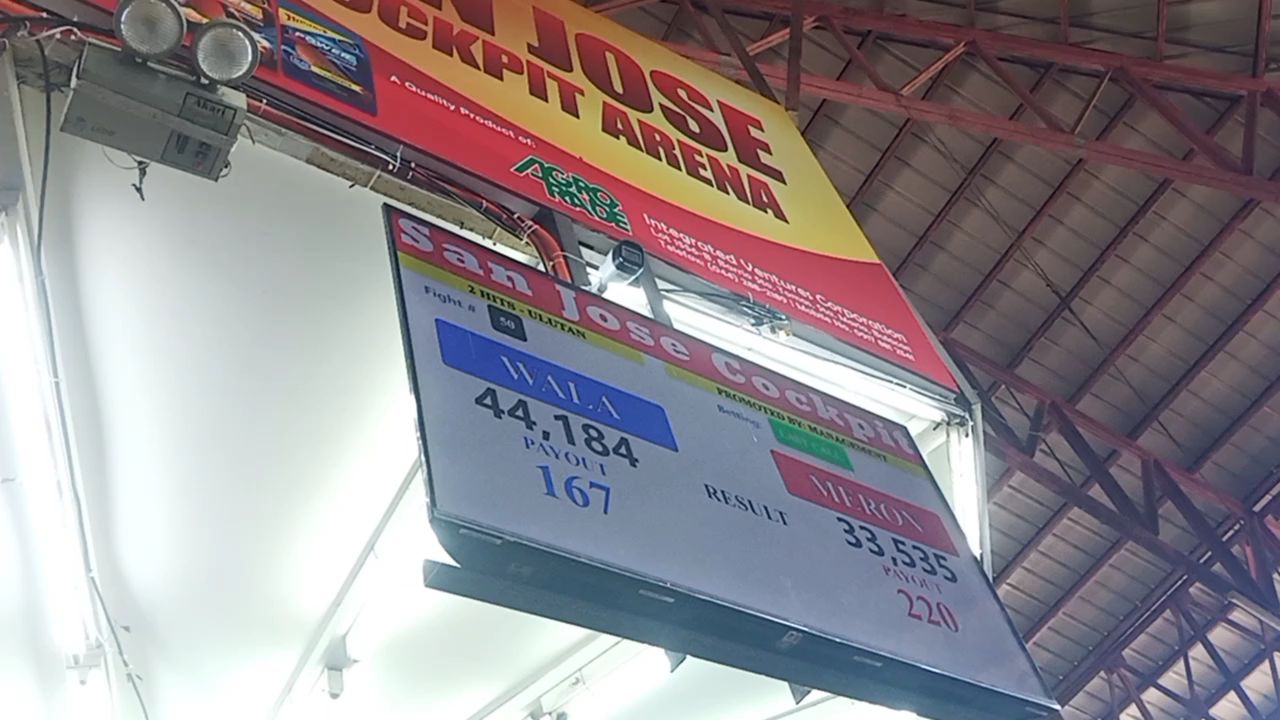 JOSE
COCKPIT ARENA
A Quality Product of:
AGRO
TRADE
Integrated Ventures Corporation
Akari
San Jose Cockpit
2 HITS - ULUTAN
PROMOTED BY: MANAGEMENT
Fight #
50
Betting:
LAST CALL
WALA
44,184
PAYOUT
167
RESULT
MERON
33,535
PAYOUT
220